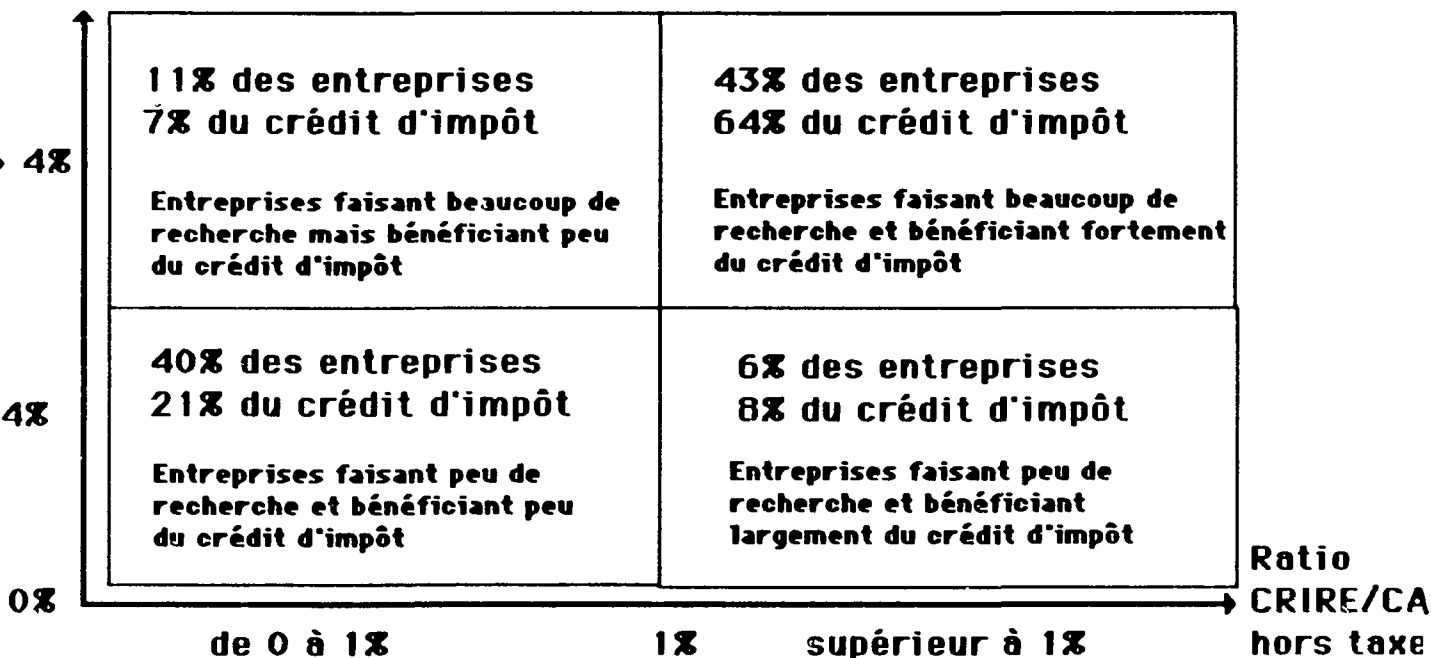 11% des entreprises
7% du crédit d'impôt
Entreprises faisant beaucoup de
recherche mais bénéficiant peu
du crédit d'impôt
43% des entreprises
64% du crédit d'impôt
Entreprises faisant beaucoup de
recherche et bénéficiant fortement
du crédit d'impôt
4%
40% des entreprises
21% du crédit d'impôt
Entreprises faisant peu de
recherche et bénéficiant peu
du crédit d'impôt
6% des entreprises
8% du crédit d'impôt
Entreprises faisant peu de
recherche et bénéficiant
largement du crédit d'impôt
4%
0%
Ratio
CRIRE/CA
hors taxe
de 0 à 1%
1%
supérieur à 1%